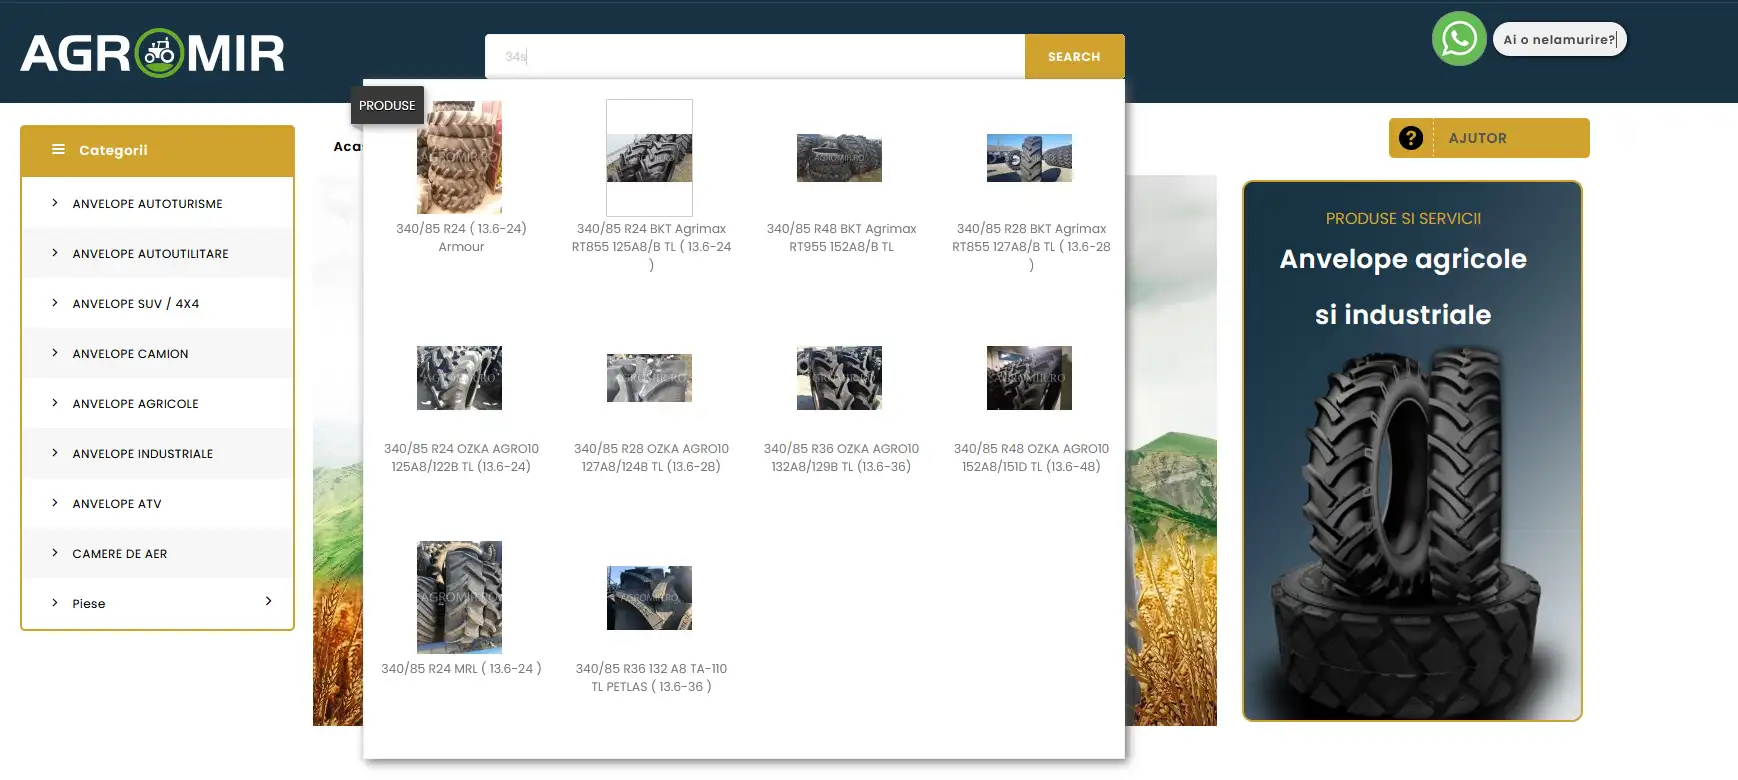 AGROMIR
34s
SEARCH
Ai o nelamurire?
PRODUSE
Categorii
ANVELOPE AUTOTURISME
ANVELOPE AUTOUTILITARE
ANVELOPE SUV / 4X4
ANVELOPE CAMION
ANVELOPE AGRICOLE
ANVELOPE INDUSTRIALE
ANVELOPE ATV
CAMERE DE AER
Piese
Aca
340/85 R24 ( 13.6-24)
Armour
340/85 R24 BKT Agrimax
RT855 125A8/B TL ( 13.6-24
)
340/85 R48 BKT Agrimax
RT955 152A8/B TL
340/85 R28 BKT Agrimax
RT855 127A8/B TL ( 13.6-28
)
340/85 R24 OZKA AGRO10
125A8/122B TL (13.6-24)
340/85 R28 OZKA AGRO10
127A8/124B TL (13.6-28)
340/85 R36 OZKA AGRO10
132A8/129B TL (13.6-36)
340/85 R48 OZKA AGRO10
152A8/151D TL (13.6-48)
340/85 R24 MRL ( 13.6-24 )
340/85 R36 132 A8 TA-110
TL PETLAS ( 13.6-36 )
? AJUTOR
PRODUSE SI SERVICII
Anvelope agricole
si industriale